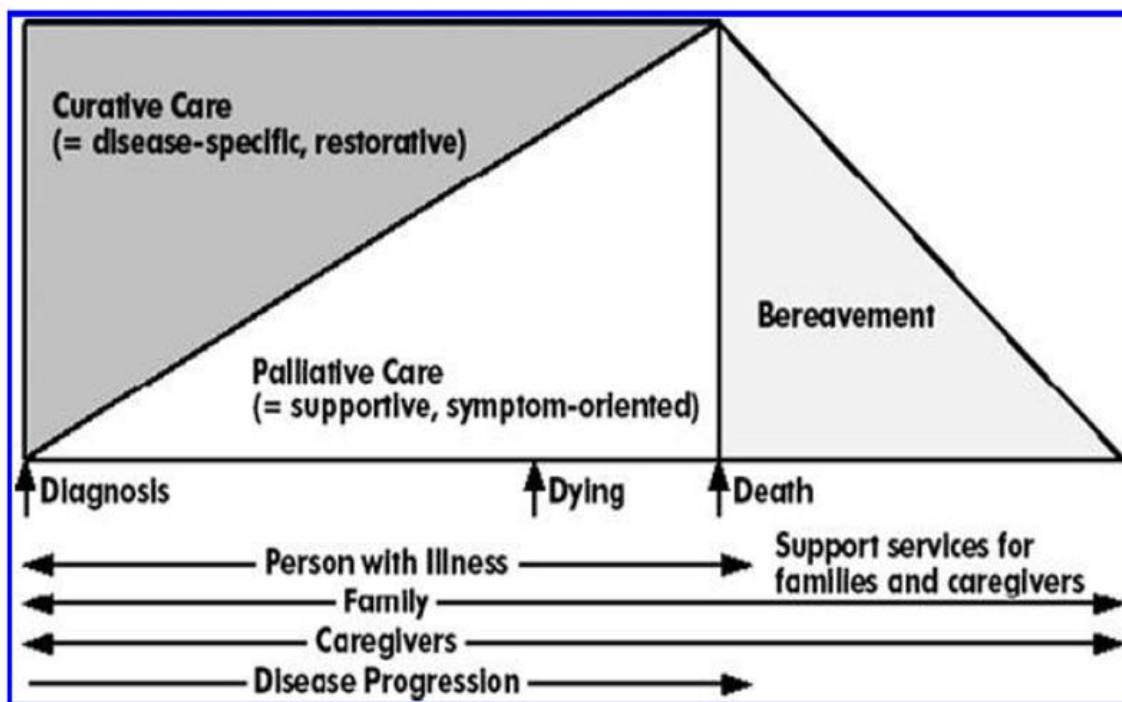 Curative Care
(= disease-specific, restorative)
Bereavement
Palliative Care
(= supportive, symptom-oriented)
Diagnosis
Dying
Death
Person with Illness
Support services for
families and caregivers
Family
Caregivers
Disease Progression